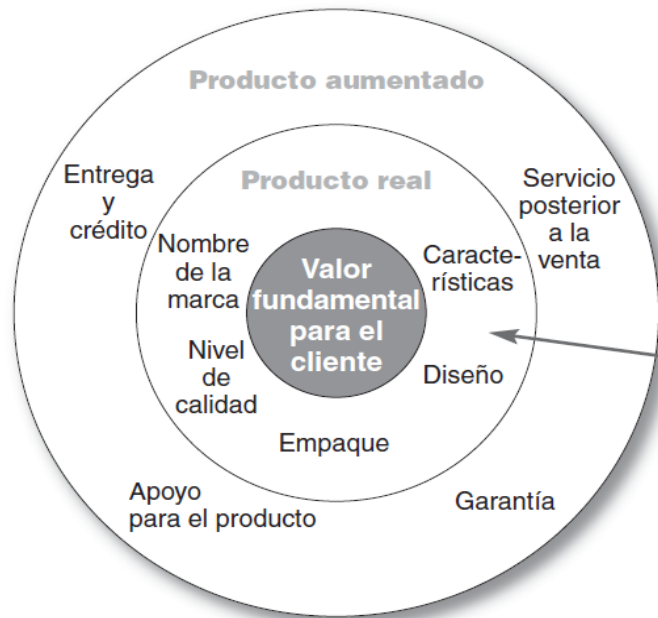 Producto aumentado
Producto real
Entrega
y
crédito
Servicio
posterior
a la
venta
Nombre
de la
marca
Caracte-
rísticas
Valor
fundamental
para el
cliente
Nivel
de
calidad
Diseño
Empaque
Apoyo
para el producto
Garantía